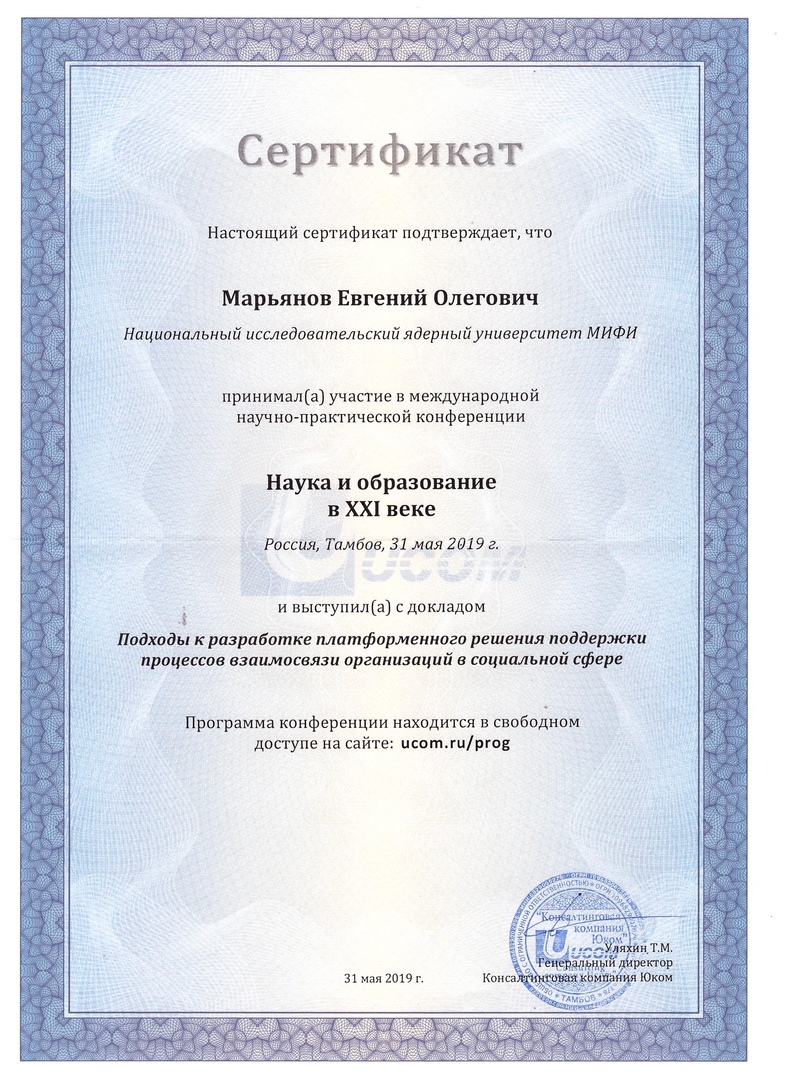 Сертификат
Настоящий сертификат подтверждает, что
Марьянов Евгений Олегович
Национальный исследовательский ядерный университет МИФИ
принимал(а) участие в международной
научно-практической конференции
Наука и образование
в XXI веке
Россия, Тамбов, 31 мая 2019 г.
ucom
и выступил(а) с докладом
Подходы к разработке платформенного решения поддержки
процессов взаимосвязи организаций в социальной сфере
Программа конференции находится в свободном
доступе на сайте: ucom.ru/prog
"Консалтинговая
компания
Юком"
ucom
Уляхин Т.М.
Генеральный директор
31 мая 2019 г.
Консалтинговая компания Юком
ТАМБОВ